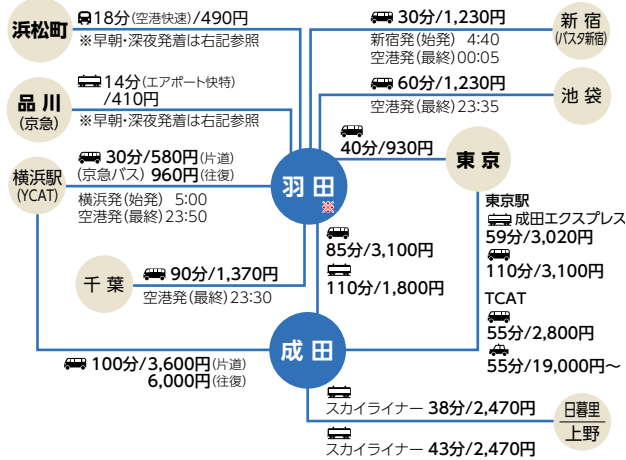 浜松町
18分(空港快速)/490円
※早朝・深夜発着は右記参照
30分/1,230円
新宿発(始発) 4:40
空港発(最終) 00:05
新宿
(バスタ新宿)
品川
(京急)
14分(エアポート快特)
/410円
※早朝・深夜発着は右記参照
60分/1,230円
空港発(最終) 23:35
池袋
40分/930円
東京
横浜駅
(YCAT)
30分/580円(片道)
(京急バス) 960円(往復)
横浜発(始発) 5:00
空港発(最終) 23:50
羽田
※
千葉
90分/1,370円
空港発(最終) 23:30
85分/3,100円
110分/1,800円
東京駅
成田エクスプレス
59分/3,020円
110分/3,100円
TCAT
55分/2,800円
55分/19,000円〜
成田
100分/3,600円(片道)
6,000円(往復)
スカイライナー 38分/2,470円
スカイライナー 43分/2,470円
日暮里
上野